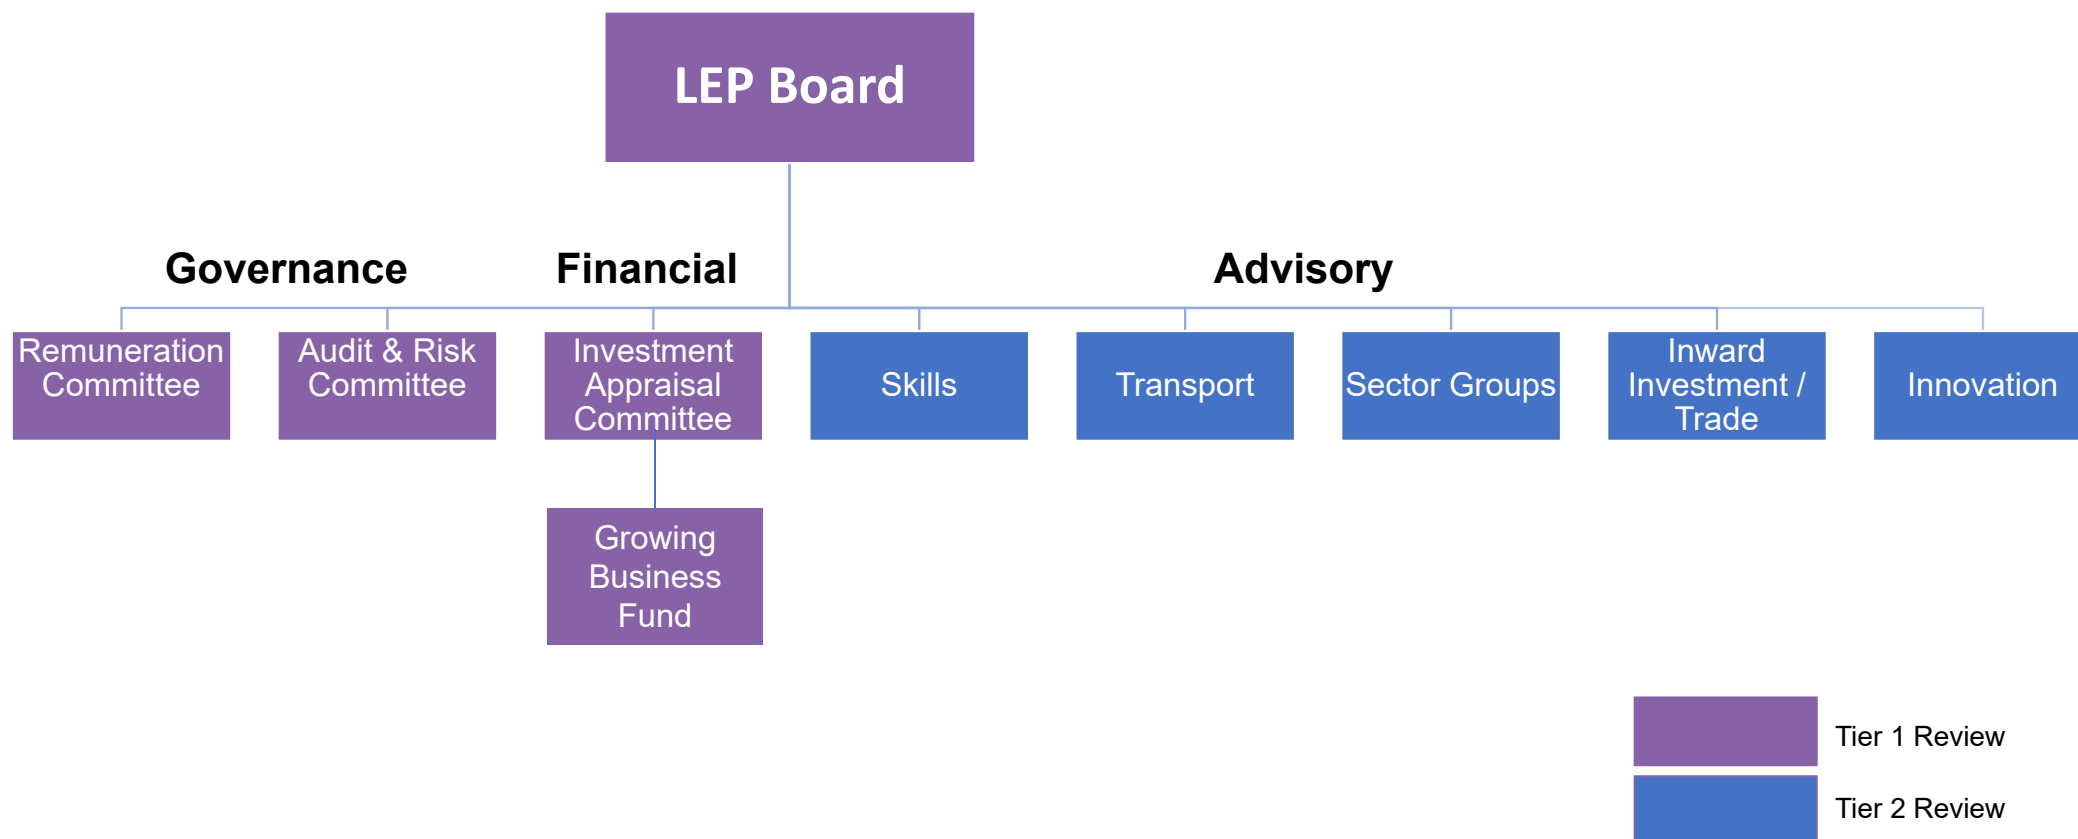 LEP Board
Governance
Financial
Advisory
Remuneration
Committee
Audit & Risk
Committee
Investment
Appraisal
Committee
Skills
Transport
Sector Groups
Inward
Investment /
Trade
Innovation
Growing
Business
Fund
Tier 1 Review
Tier 2 Review